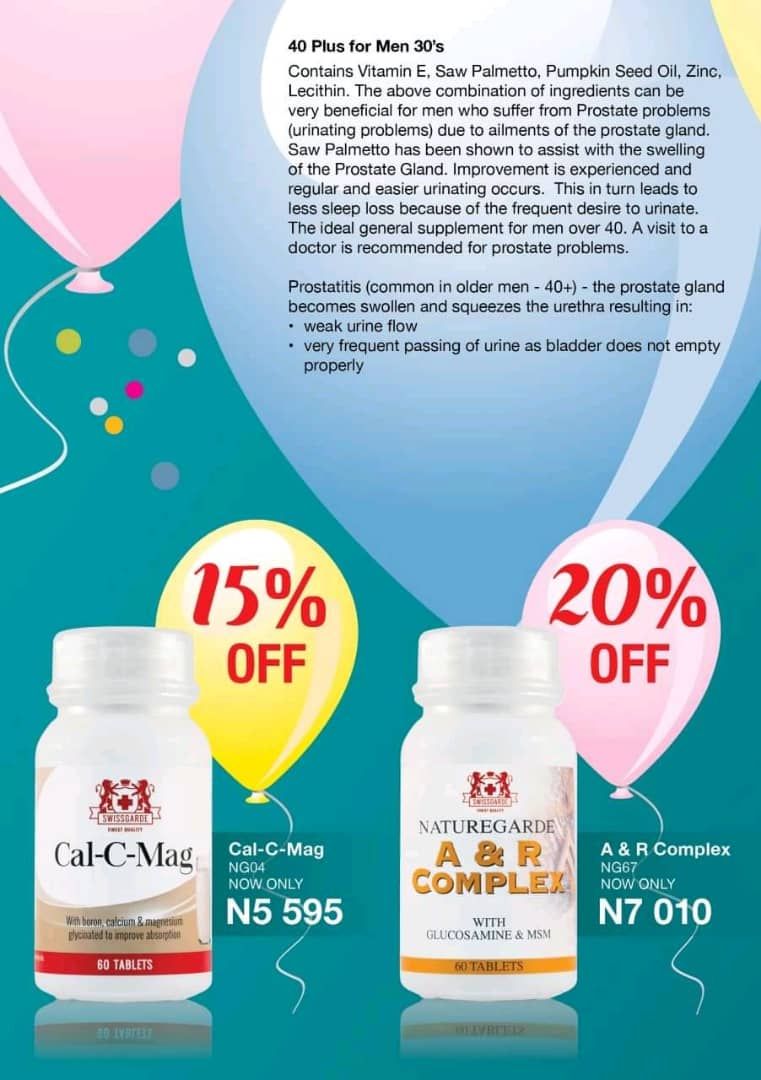 40 Plus for Men 30's
Contains Vitamin E, Saw Palmetto, Pumpkin Seed Oil, Zinc,
Lecithin. The above combination of ingredients can be
very beneficial for men who suffer from Prostate problems
(urinating problems) due to ailments of the prostate gland.
Saw Palmetto has been shown to assist with the swelling
of the Prostate Gland. Improvement is experienced and
regular and easier urinating occurs. This in turn leads to
less sleep loss because of the frequent desire to urinate.
The ideal general supplement for men over 40. A visit to a
doctor is recommended for prostate problems.
Prostatitis (common in older men - 40+) - the prostate gland
becomes swollen and squeezes the urethra resulting in:
• weak urine flow
• very frequent passing of urine as bladder does not empty
properly
15%
OFF
SWISSGARDE
FINEST QUALITY
Cal-C-Mag
With boron, calcium & magnesium
glycinated to improve absorption
60 TABLETS
Cal-C-Mag
NG04
NOW ONLY
N5 595
20%
OFF
SWISSGARDE
FINEST QUALITY
NATUREGARDE
A & R
COMPLEX
WITH
GLUCOSAMINE & MSM
60 TABLETS
A & R Complex
NG67
NOW ONLY
N7 010